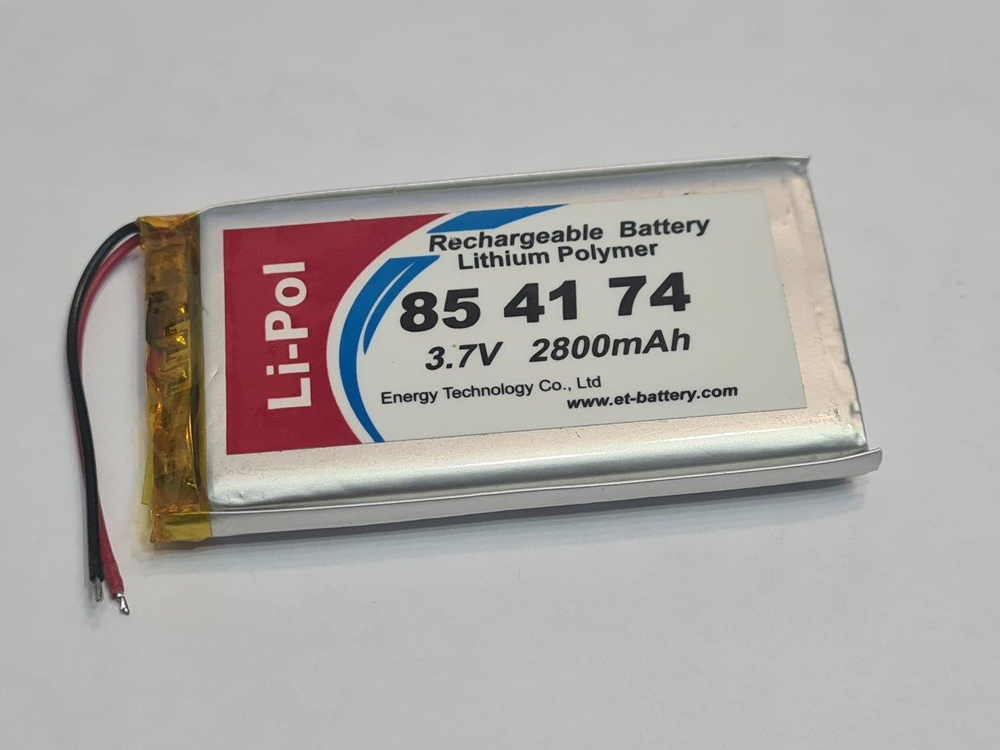 Li-Pol
Rechargeable Battery
Lithium Polymer
85 41 74
3.7V 2800mAh
Energy Technology Co., Ltd
www.et-battery.com